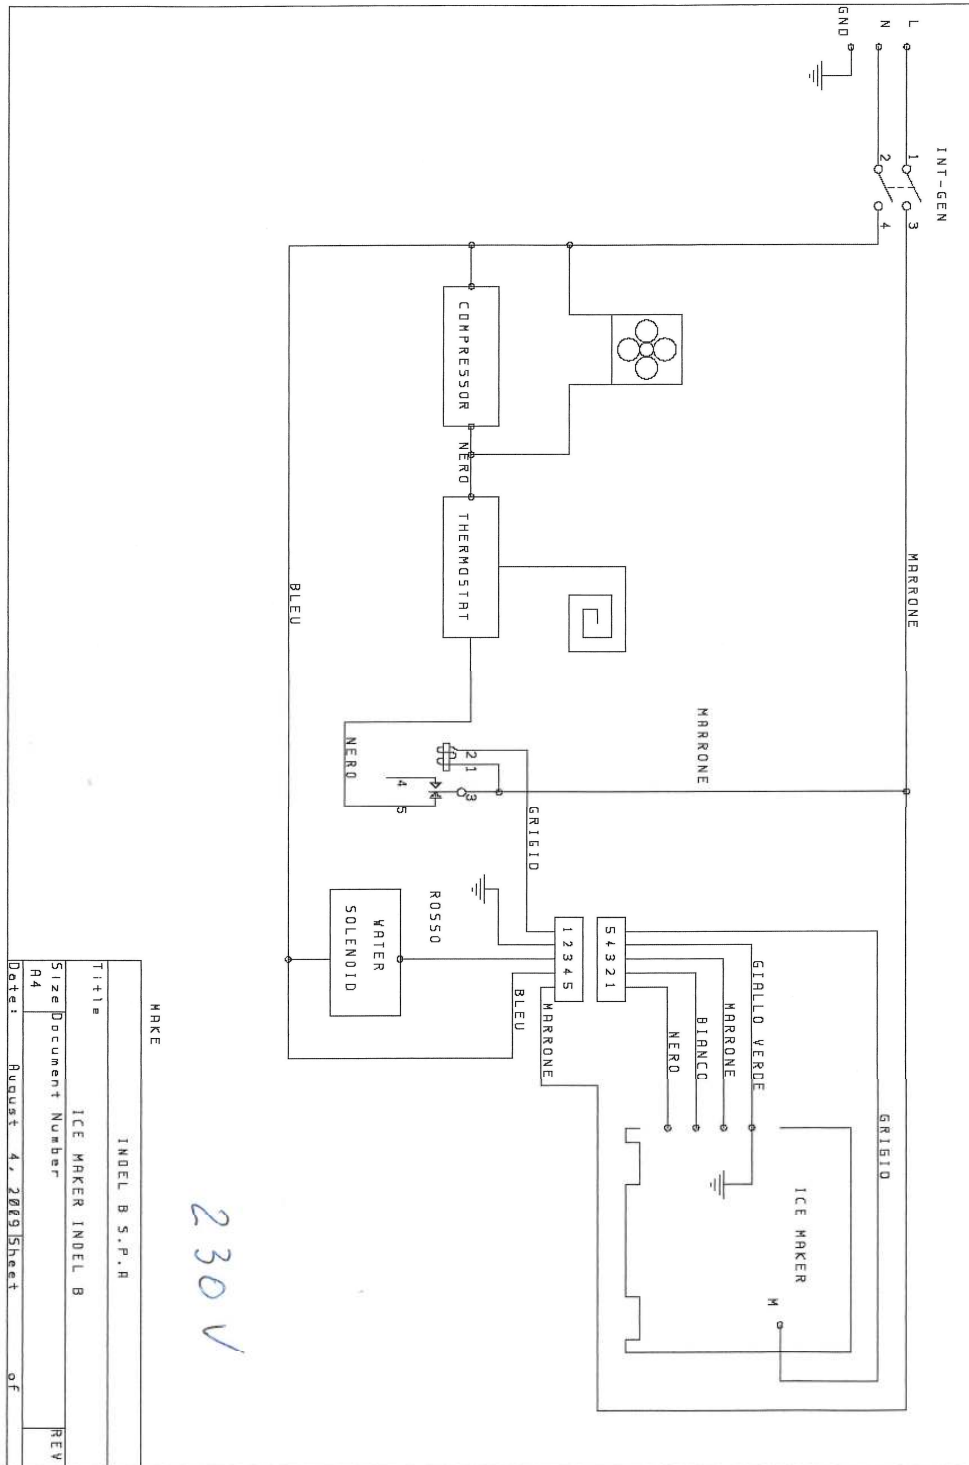 GND
N
L
INT-GEN
1
2
3
4
COMPRESSOR
NERO
THERMOSTAT
BLEU
MARRONE
MARRONE
NERO
2 1
4
3
5
GRIGIO
ROSSO
WATER
SOLENOID
1 2 3 4 5
5 4 3 2 1
BLEU
MARRONE
NERO
BIANCO
MARRONE
GIALLO VERDE
GRIGIO
ICE MAKER
M
230V
MAKE
INDEL B S.P.A
Title
ICE MAKER INDEL B
Size Document Number
REV
A4
Date: August 4, 2009 Sheet of